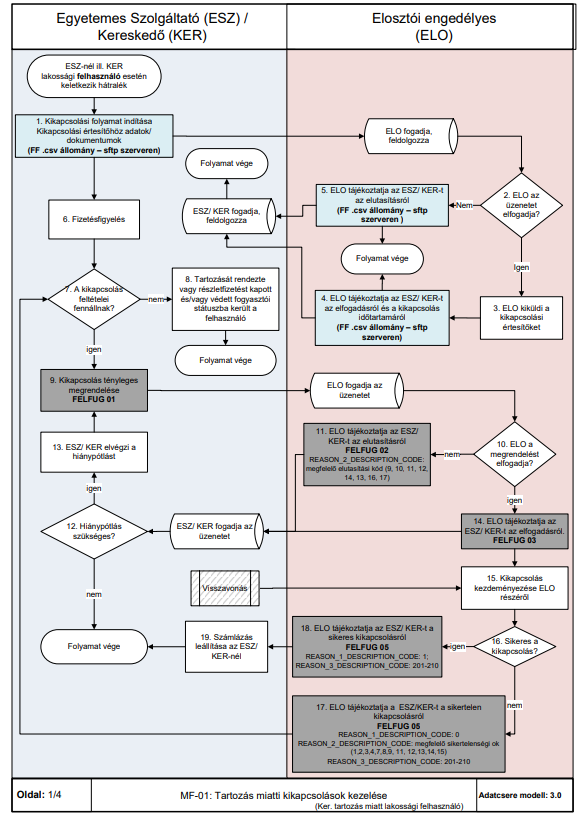 Egyetemes Szolgáltató (ESZ) /
Kereskedő (KER)
Elosztói engedélyes
(ELO)
ESZ-nél ill. KER
lakossági felhasználó esetén
keletkezik hátralék
1. Kikapcsolási folyamat indítása
Kikapcsolási értesítőhöz adatok/
dokumentumok
(FF .csv állomány – sftp szerveren)
ELO fogadja,
feldolgozza
Folyamat vége
5. ELO tájékoztatja az ESZ/ KER-t
az elutasításról
(FF .csv állomány – sftp
szerveren )
Nem
2. ELO az
üzenetet
elfogadja?
ESZ/ KER fogadja,
feldolgozza
6. Fizetésfigyelés
Folyamat vége
Igen
7. A kikapcsolás
feltételei
fennállnak?
nem
8. Tartozását rendezte
vagy részletfizetést kapott
és/vagy védett fogyasztói
státuszba került a
felhasználó
4. ELO tájékoztatja az ESZ/ KER-t
az elfogadásról és a kikapcsolás
időtartamáról
(FF .csv állomány – sftp
szerveren)
3. ELO kiküldi a
kikapcsolási
értesítőket
igen
Folyamat vége
9. Kikapcsolás tényleges
megrendelése
FELFUG 01
ELO fogadja az
üzenetet
13. ESZ/ KER elvégzi a
hiánypótlást
11. ELO tájékoztatja az ESZ/
KER-t az elutasításról
FELFUG 02
REASON_2_DESCRIPTION_CODE:
megfelelő elutasítási kód (9, 10, 11, 12,
14, 13, 16, 17)
nem
10. ELO a
megrendelést
elfogadja?
igen
igen
12. Hiánypótlás
szükséges?
ESZ/ KER fogadja az
üzenetet
14. ELO tájékoztatja az
ESZ/ KER-t az elfogadásról.
FELFUG 03
Visszavonás
15. Kikapcsolás
kezdeményezése ELO
részéről
nem
Folyamat vége
19. Számlázás
leállítása az ESZ/
KER-nél
18. ELO tájékoztatja az ESZ/ KER-t a
sikeres kikapcsolásról
FELFUG 05
REASON_1_DESCRIPTION_CODE: 1;
REASON_3_DESCRIPTION_CODE: 201-210
igen
16. Sikeres a
kikapcsolás?
nem
17. ELO tájékoztatja a ESZ/KER-t a sikertelen
kikapcsolásról
FELFUG 05
REASON_1_DESCRIPTION_CODE: 0
REASON_2_DESCRIPTION_CODE: megfelelő sikertelenségi ok
(1,2,3,4,7,8,9, 11, 12,13,14,15)
REASON_3_DESCRIPTION_CODE: 201-210
Oldal: 1/4
MF-01: Tartozás miatti kikapcsolások kezelése
(Ker. tartozás miatt lakossági felhasználó)
Adatcsere modell: 3.0